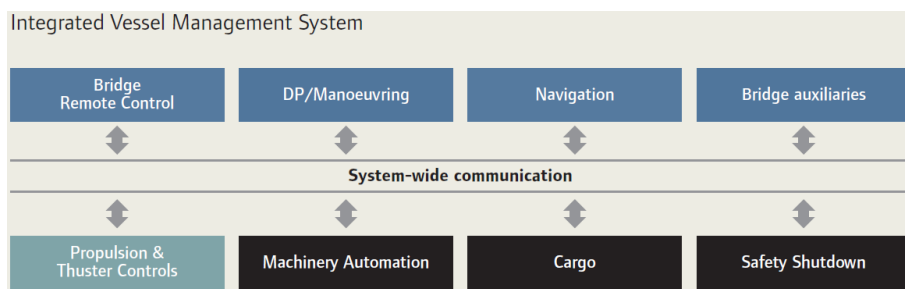 Integrated Vessel Management System
Bridge
Remote Control
DP/Manoeuvring
Navigation
Bridge auxiliaries
System-wide communication
Propulsion &
Thuster Controls
Machinery Automation
Cargo
Safety Shutdown